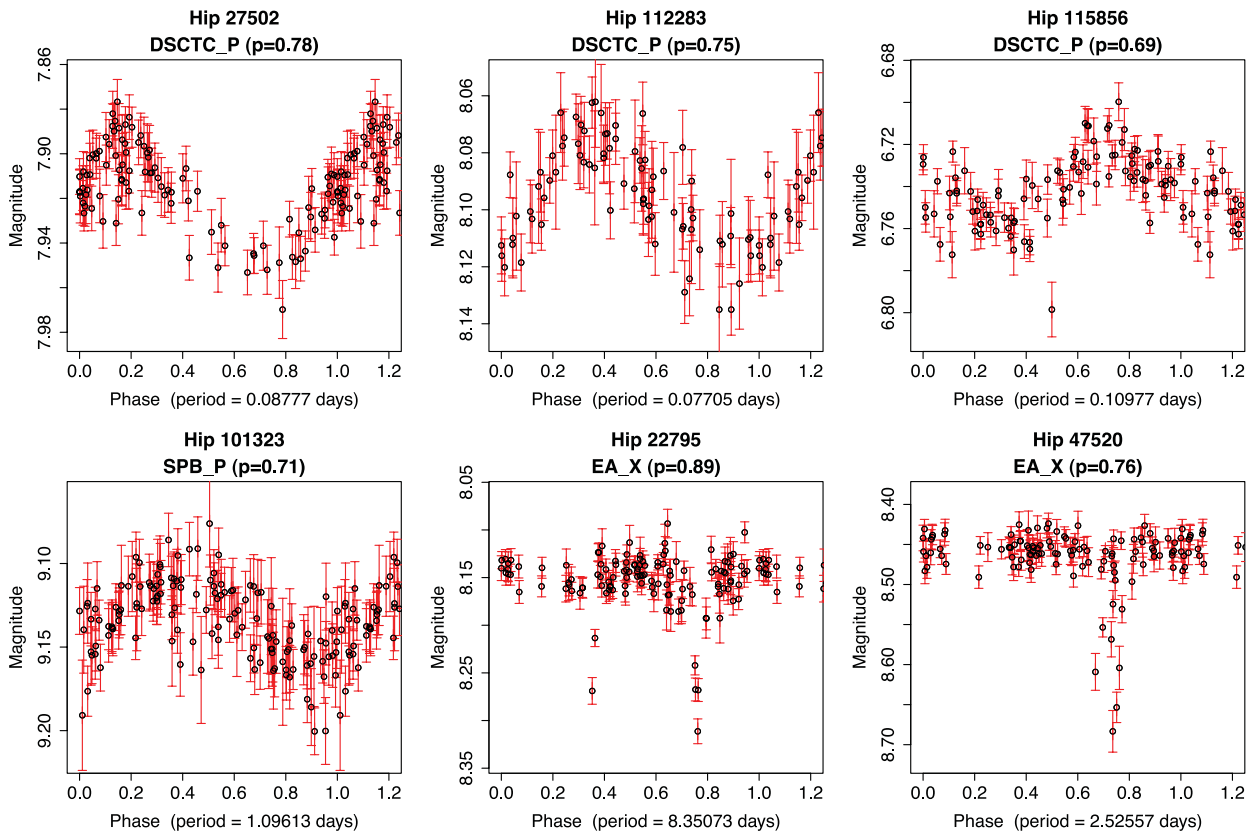 Hip 27502
DSCTC_P (p=0.78)
Magnitude
7.86
7.90
7.94
7.98
0.0 0.2 0.4 0.6 0.8 1.0 1.2
Phase (period = 0.08777 days)
Hip 112283
DSCTC_P (p=0.75)
Magnitude
8.06
8.08
8.10
8.12
8.14
0.0 0.2 0.4 0.6 0.8 1.0 1.2
Phase (period = 0.07705 days)
Hip 115856
DSCTC_P (p=0.69)
Magnitude
6.68
6.72
6.76
6.80
0.0 0.2 0.4 0.6 0.8 1.0 1.2
Phase (period = 0.10977 days)
Hip 101323
SPB_P (p=0.71)
Magnitude
9.10
9.15
9.20
0.0 0.2 0.4 0.6 0.8 1.0 1.2
Phase (period = 1.09613 days)
Hip 22795
EA_X (p=0.89)
Magnitude
8.05
8.15
8.25
8.35
0.0 0.2 0.4 0.6 0.8 1.0 1.2
Phase (period = 8.35073 days)
Hip 47520
EA_X (p=0.76)
Magnitude
8.40
8.50
8.60
8.70
0.0 0.2 0.4 0.6 0.8 1.0 1.2
Phase (period = 2.52557 days)